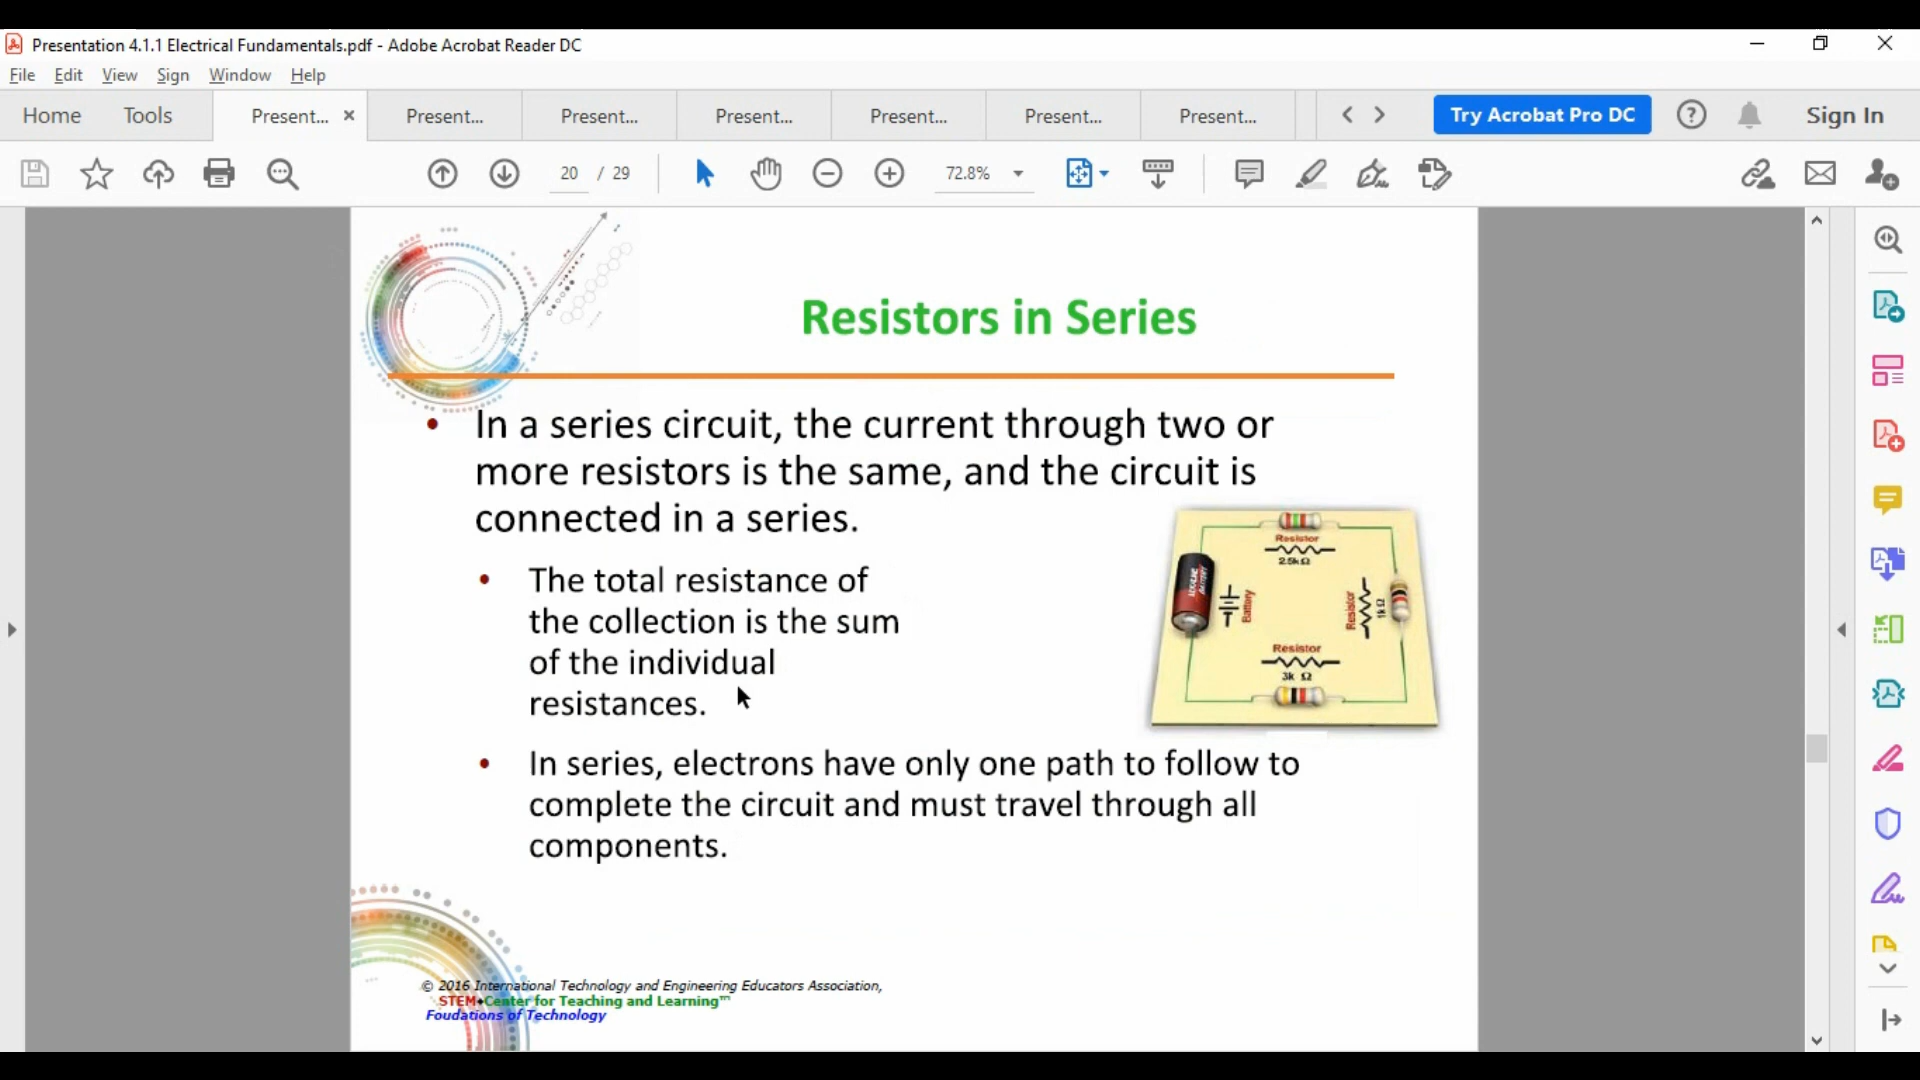 Presentation 4.1.1 Electrical Fundamentals.pdf - Adobe Acrobat Reader DC
File Edit View Sign Window Help
Home Tools Present... × Present... Present... Present... Present... Present... Present... Try Acrobat Pro DC Sign In
20 / 29 72.8%
Resistors in Series
• In a series circuit, the current through two or
more resistors is the same, and the circuit is
connected in a series.
• The total resistance of
the collection is the sum
of the individual
resistances.
Resistor
2.5k Ω
Battery
Resistor
1k Ω
Resistor
3k Ω
• In series, electrons have only one path to follow to
complete the circuit and must travel through all
components.
© 2016 International Technology and Engineering Educators Association,
STEM♦Center for Teaching and Learning™
Foudations of Technology